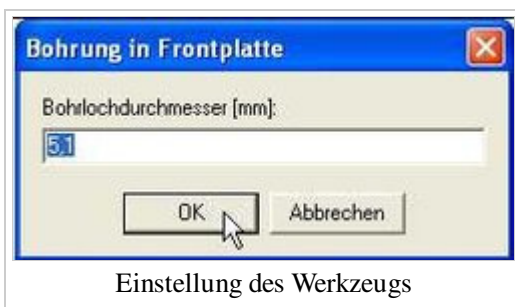 Bohrung in Frontplatte
Bohrlochdurchmesser [mm]:
51
OK
Abbrechen
Einstellung des Werkzeugs